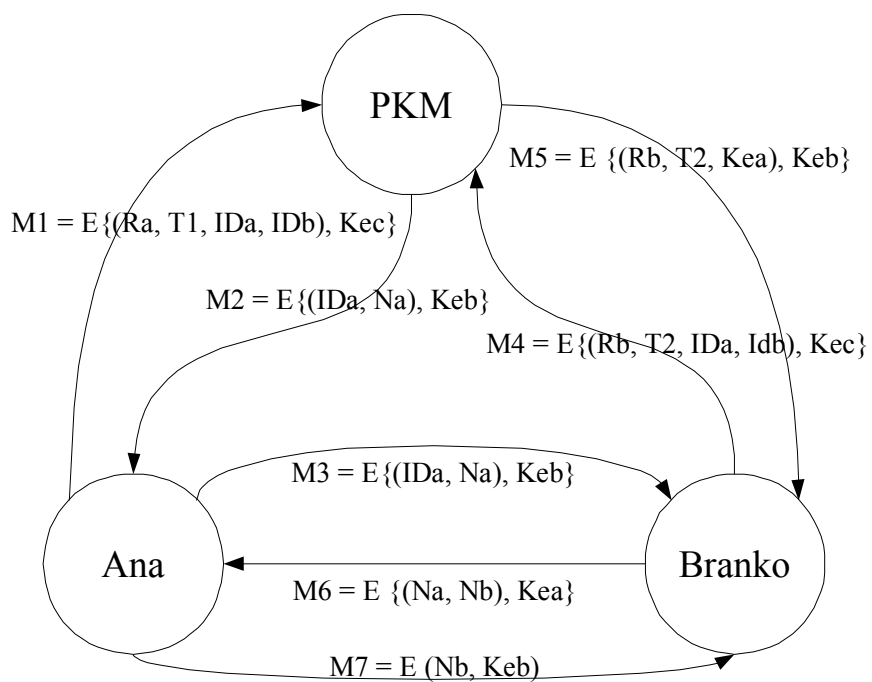 PKM
M5 = E {(Rb, T2, Kea), Keb}
M1 = E{(Ra, T1, IDa, IDb), Kec}
M2 = E{(IDa, Na), Keb}
M4 = E{(Rb, T2, IDa, Idb), Kec}
M3 = E{(IDa, Na), Keb}
Ana
Branko
M6 = E {(Na, Nb), Kea}
M7 = E (Nb, Keb)